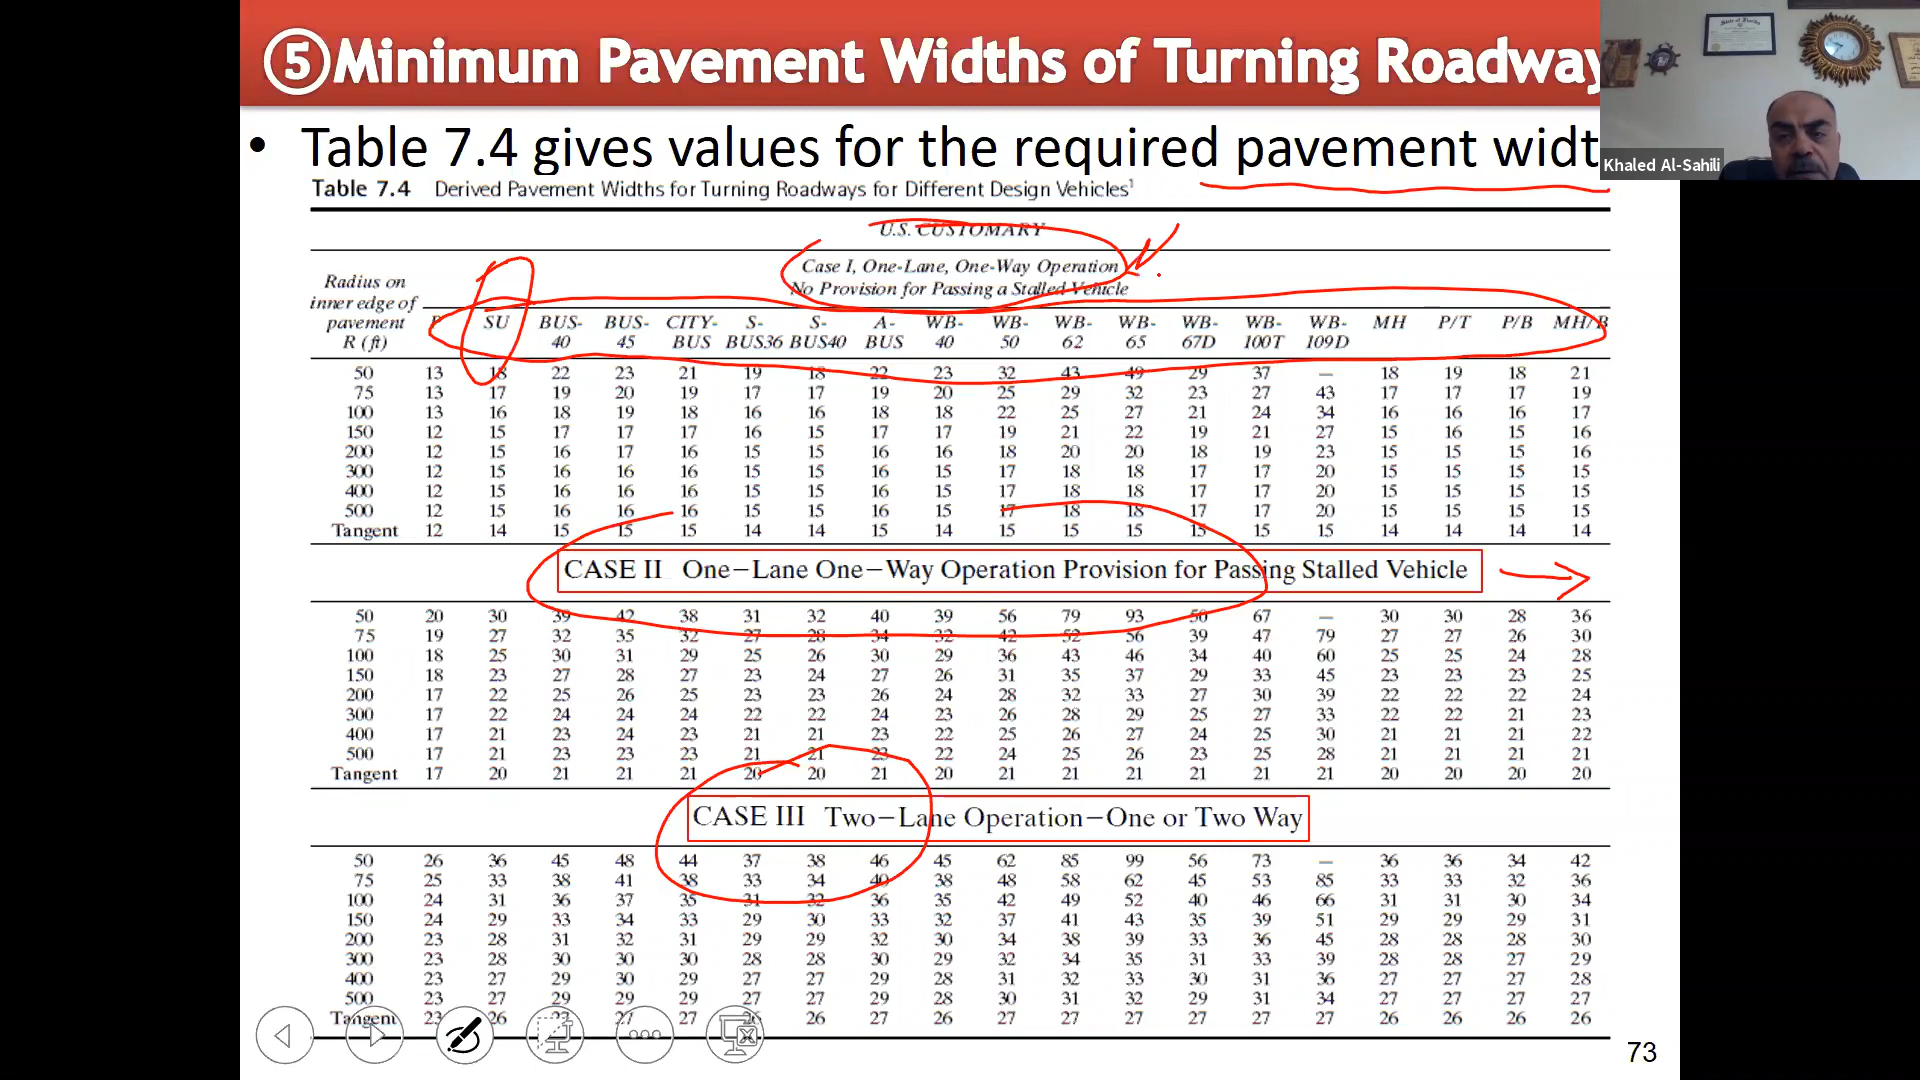 ⑤Minimum Pavement Widths of Turning Roadway
• Table 7.4 gives values for the required pavement widt
Khaled Al-Sahili
Table 7.4 Derived Pavement Widths for Turning Roadways for Different Design Vehicles¹
U.S. CUSTOMARY
Case I, One-Lane, One-Way Operation
No Provision for Passing a Stalled Vehicle
Radius on inner edge of pavement R (ft) P SU BUS-40 BUS-45 CITY-BUS S-BUS36 S-BUS40 A-BUS WB-40 WB-50 WB-62 WB-65 WB-67D WB-100T WB-109D MH P/T P/B MH/B
50 13 18 22 23 21 19 18 22 23 32 43 49 29 37 — 18 19 18 21
75 13 17 19 20 19 17 17 19 20 25 29 32 23 27 43 17 17 17 19
100 13 16 18 19 18 16 16 18 18 22 25 27 21 24 34 16 16 16 17
150 12 15 17 17 17 16 15 17 17 19 21 22 19 21 27 15 16 15 16
200 12 15 16 17 16 15 15 16 16 18 20 20 18 19 23 15 15 15 16
300 12 15 16 16 16 15 15 16 15 17 18 18 17 17 20 15 15 15 15
400 12 15 16 16 16 15 15 16 15 17 18 18 17 17 20 15 15 15 15
500 12 15 16 16 16 15 15 16 15 17 18 18 17 17 20 15 15 15 15
Tangent 12 14 15 15 15 14 14 15 14 15 15 15 15 15 15 14 14 14 14
CASE II One–Lane One–Way Operation Provision for Passing Stalled Vehicle
50 20 30 39 42 38 31 32 40 39 56 79 93 50 67 — 30 30 28 36
75 19 27 32 35 32 27 28 34 32 42 52 56 39 47 79 27 27 26 30
100 18 25 30 31 29 25 26 30 29 36 43 46 34 40 60 25 25 24 28
150 18 23 27 28 27 23 24 27 26 31 35 37 29 33 45 23 23 23 25
200 17 22 25 26 25 23 23 26 24 28 32 33 27 30 39 22 22 22 24
300 17 22 24 24 24 22 22 24 23 26 28 29 25 27 33 22 22 21 23
400 17 21 23 24 23 21 21 23 22 25 26 27 24 25 30 21 21 21 22
500 17 21 23 23 23 21 21 23 22 24 25 26 23 25 28 21 21 21 21
Tangent 17 20 21 21 21 20 20 21 20 21 21 21 21 21 21 20 20 20 20
CASE III Two–Lane Operation–One or Two Way
50 26 36 45 48 44 37 38 46 45 62 85 99 56 73 — 36 36 34 42
75 25 33 38 41 38 33 34 40 38 48 58 62 45 53 85 33 33 32 36
100 24 31 36 37 35 31 32 36 35 42 49 52 40 46 66 31 31 30 34
150 24 29 33 34 33 29 30 33 32 37 41 43 35 39 51 29 29 29 31
200 23 28 31 32 31 29 29 32 30 34 38 39 33 36 45 28 28 28 30
300 23 28 30 30 30 28 28 30 29 32 34 35 31 33 39 28 28 27 29
400 23 27 29 30 29 27 27 29 28 31 32 33 30 31 36 27 27 27 28
500 23 27 29 29 29 27 27 29 28 30 31 32 29 31 34 27 27 27 27
Tangent 23 26 27 27 27 26 26 27 26 27 27 27 27 27 27 26 26 26 26
73